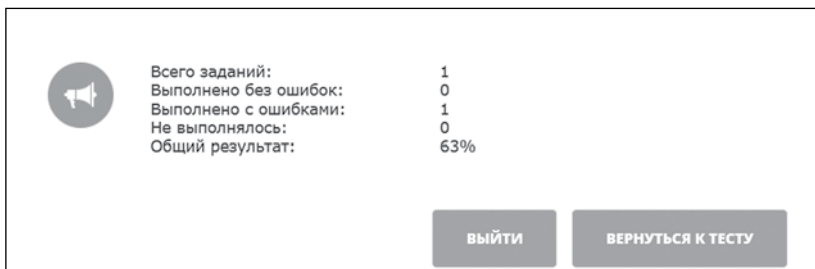 Всего заданий: 1
Выполнено без ошибок: 0
Выполнено с ошибками: 1
Не выполнялось: 0
Общий результат: 63%
ВЫЙТИ ВЕРНУТЬСЯ К ТЕСТУ